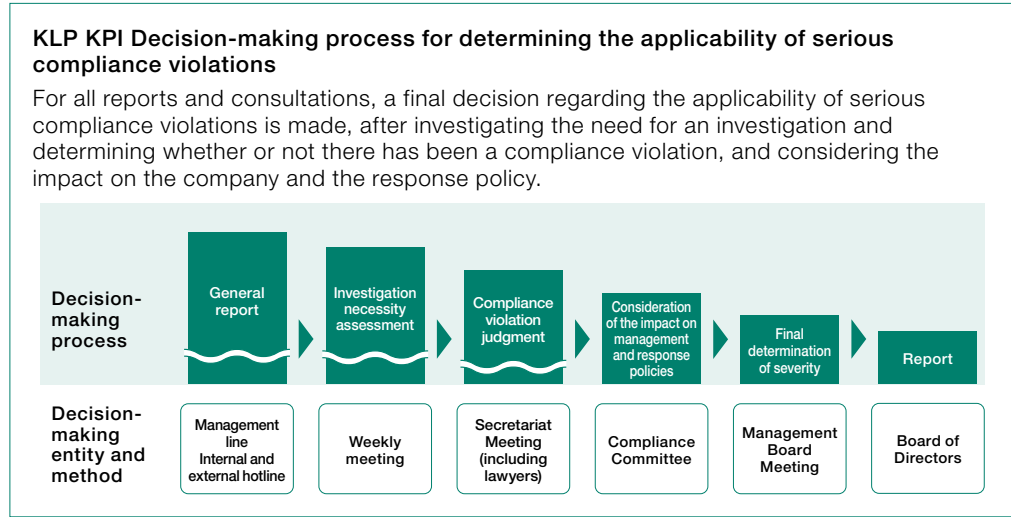 KLP KPI Decision-making process for determining the applicability of serious
compliance violations
For all reports and consultations, a final decision regarding the applicability of serious
compliance violations is made, after investigating the need for an investigation and
determining whether or not there has been a compliance violation, and considering the
impact on the company and the response policy.
Decision-
making
process
General
report
Investigation
necessity
assessment
Compliance
violation
judgment
Consideration
of the impact on
management
and response
policies
Final
determination
of severity
Report
Decision-
making
entity and
method
Management
line
Internal and
external hotline
Weekly
meeting
Secretariat
Meeting
(including
lawyers)
Compliance
Committee
Management
Board
Meeting
Board of
Directors